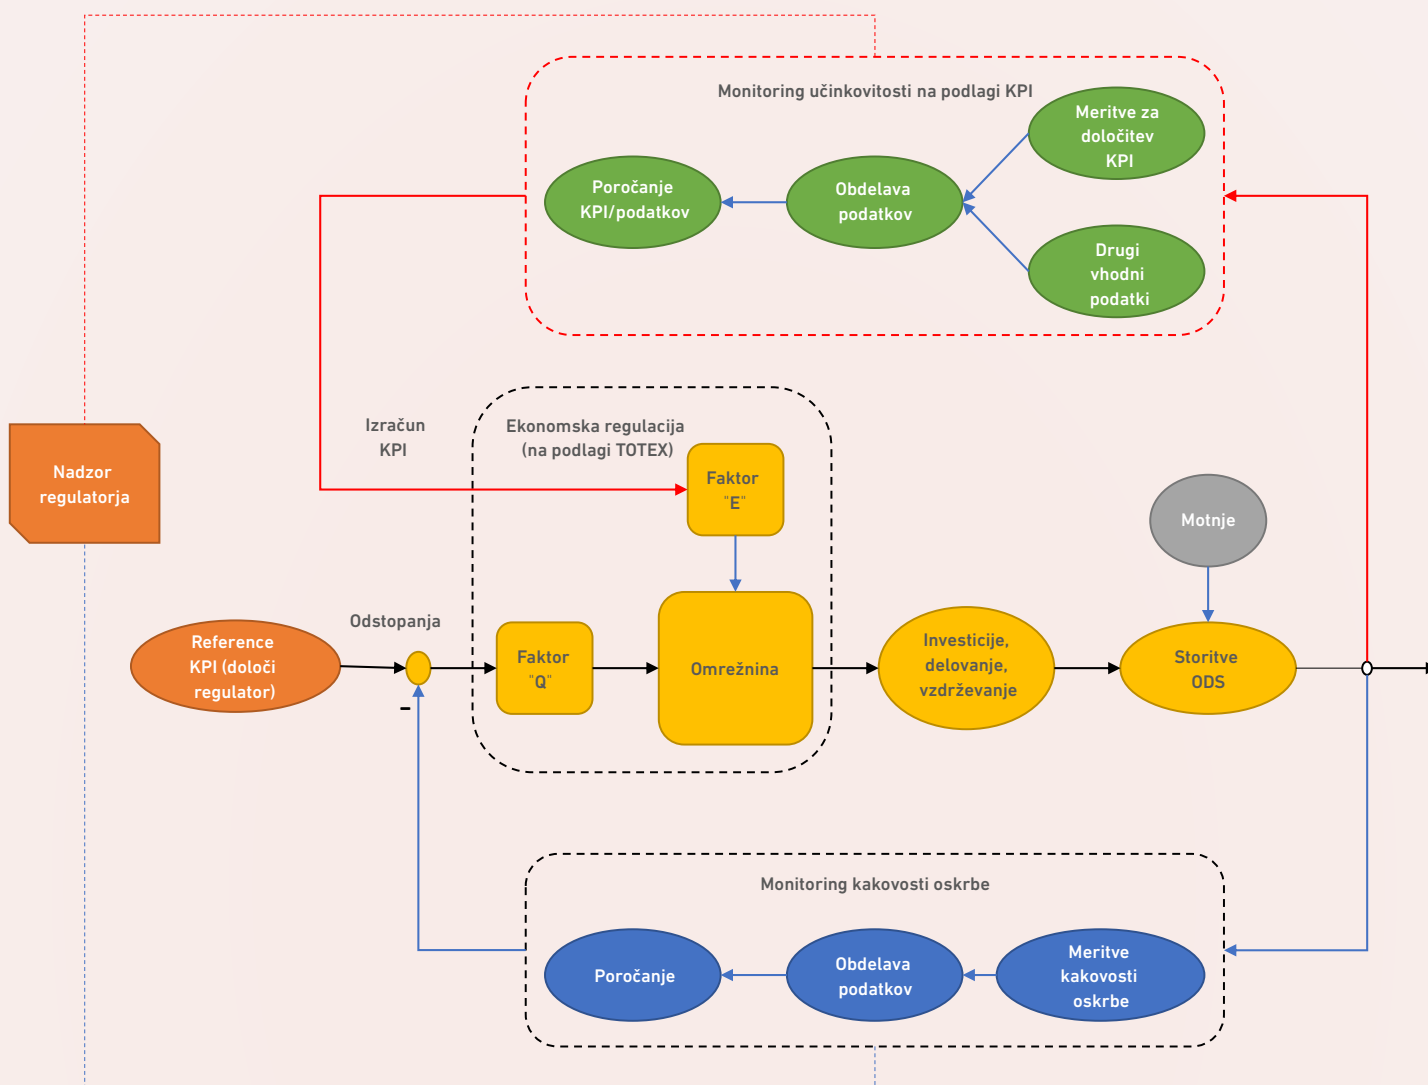 Monitoring učinkovitosti na podlagi KPI
Meritve za
določitev
KPI
Poročanje
KPI/podatkov
Obdelava
podatkov
Drugi
vhodni
podatki
Izračun
KPI
Ekonomska regulacija
(na podlagi TOTEX)
Faktor
"E"
Nadzor
regulatorja
Motnje
Odstopanja
Reference
KPI (določi
regulator)
Faktor
"Q"
Omrežnina
Investicije,
delovanje,
vzdrževanje
Storitve
ODS
-
Monitoring kakovosti oskrbe
Poročanje
Obdelava
podatkov
Meritve
kakovosti
oskrbe